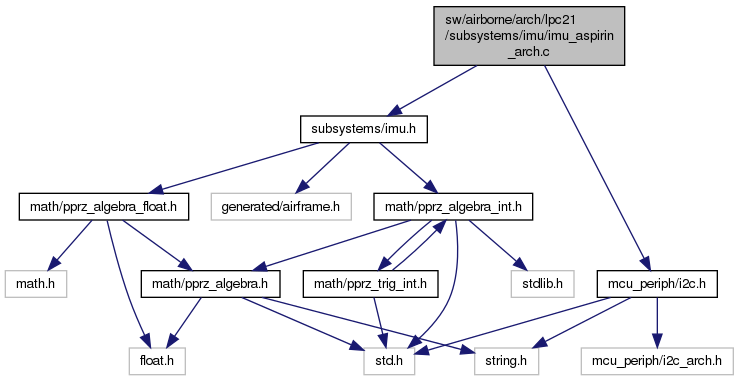 sw/airborne/arch/lpc21
/subsystems/imu/imu_aspirin
_arch.c
subsystems/imu.h
math/pprz_algebra_float.h
generated/airframe.h
math/pprz_algebra_int.h
math.h
math/pprz_algebra.h
math/pprz_trig_int.h
stdlib.h
mcu_periph/i2c.h
float.h
std.h
string.h
mcu_periph/i2c_arch.h